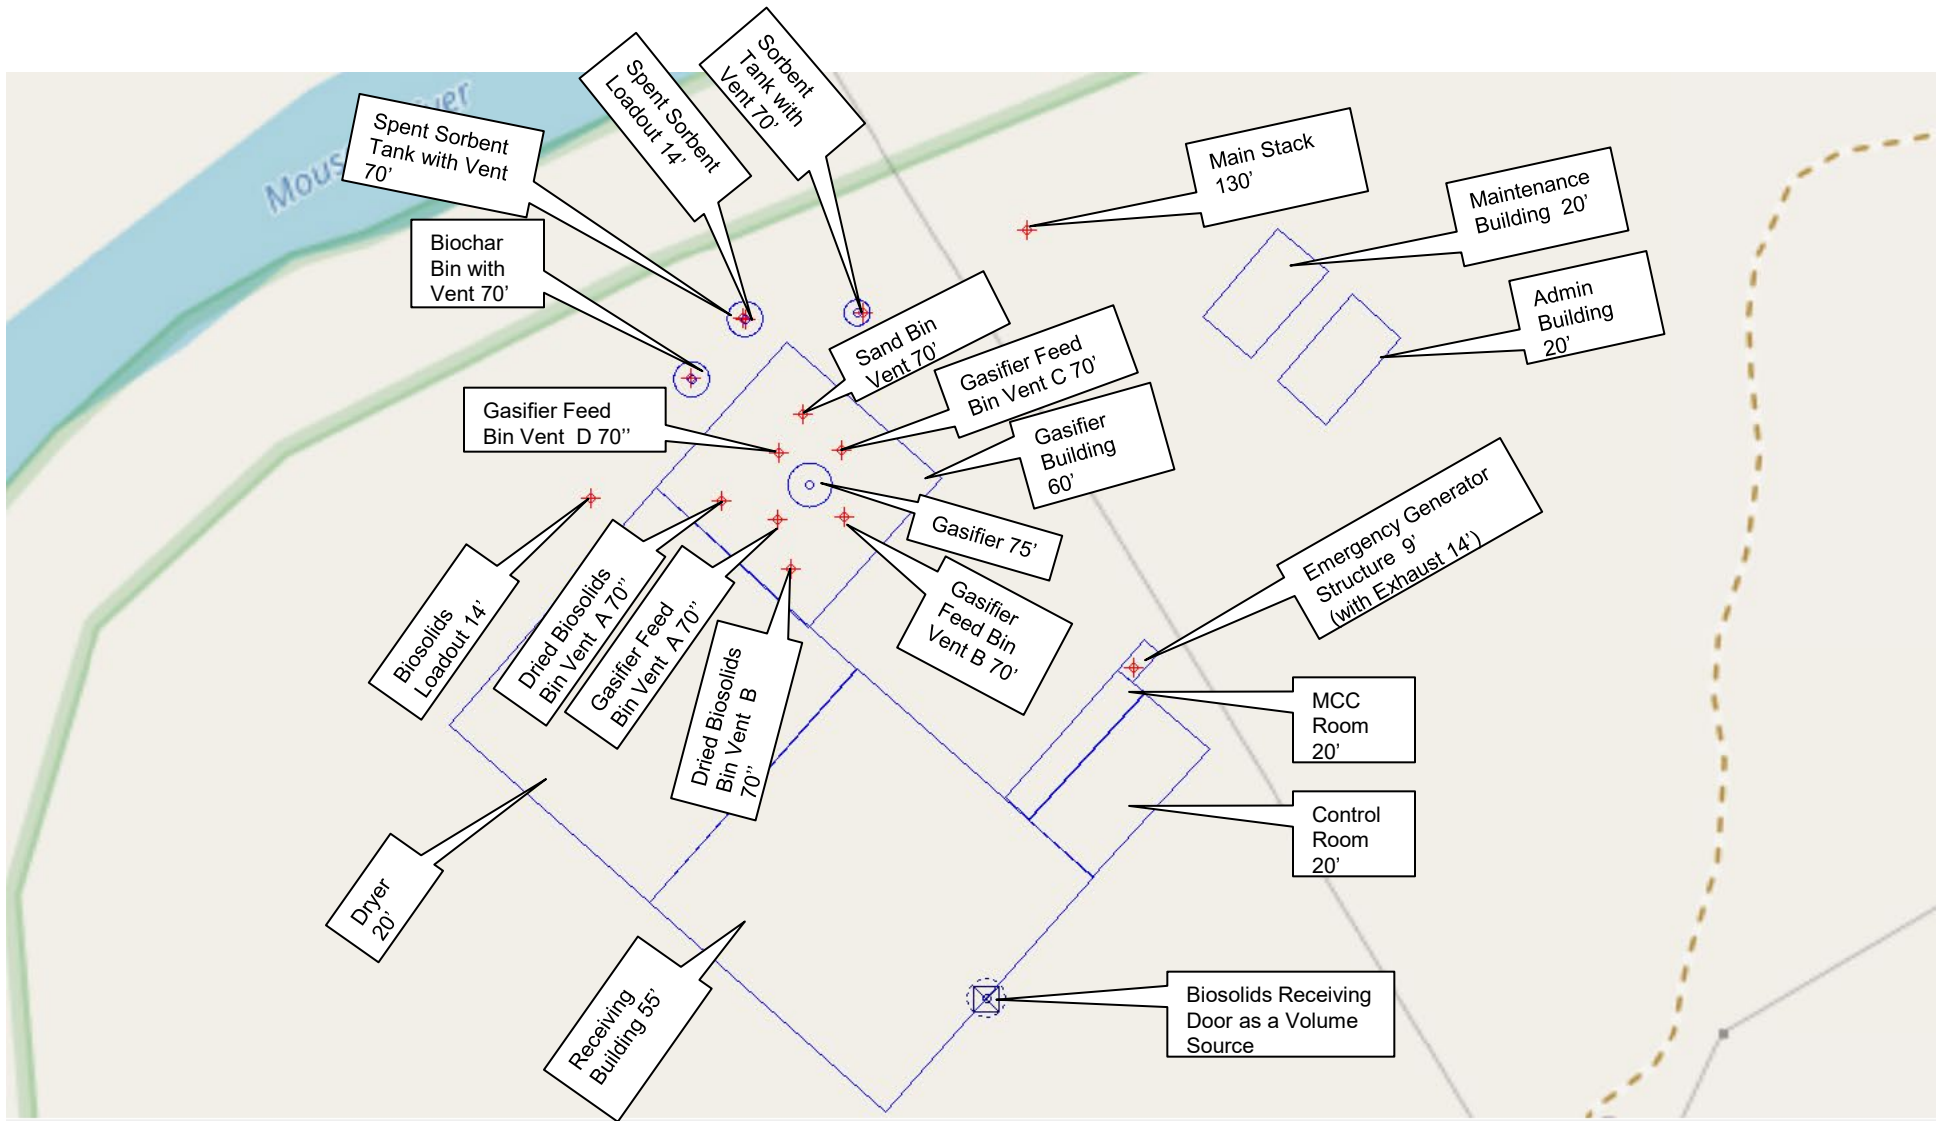 Sorbent
Tank with
Vent 70’
Spent Sorbent
Loadout 14’
Spent Sorbent
Tank with Vent
70’
Main Stack
130’
Maintenance
Building 20’
Biochar
Bin with
Vent 70’
Admin
Building
20’
Sand Bin
Vent 70’
Gasifier Feed
Bin Vent C 70’
Gasifier Feed
Bin Vent D 70’’
Gasifier
Building
60’
Gasifier 75’
Emergency Generator
Structure 9’
(with Exhaust 14’)
Biosolids
Loadout 14’
Dried Biosolids
Bin Vent A 70’’
Gasifier Feed
Bin Vent A 70’’
Dried Biosolids
Bin Vent B
70’’
Gasifier
Feed Bin
Vent B 70’
MCC
Room
20’
Control
Room
20’
Dryer
20’
Receiving
Building 55’
Biosolids Receiving
Door as a Volume
Source